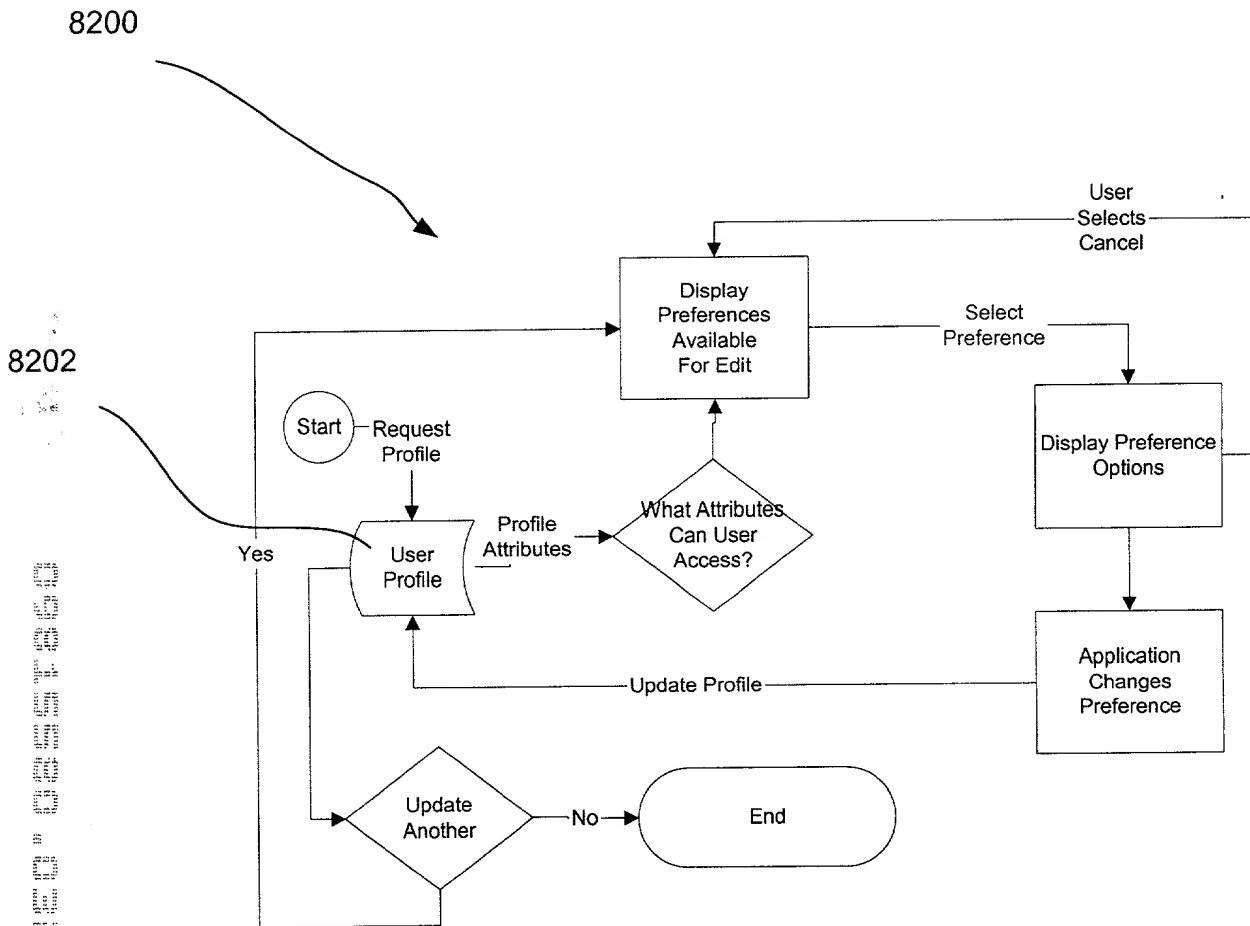 8200
User
Selects
Cancel
Display
Preferences
Available
For Edit
Select
Preference
8202
Start
Request
Profile
Display Preference
Options
What Attributes
Can User
Access?
Profile
Attributes
User
Profile
Yes
Application
Changes
Preference
Update Profile
Update
Another
No
End